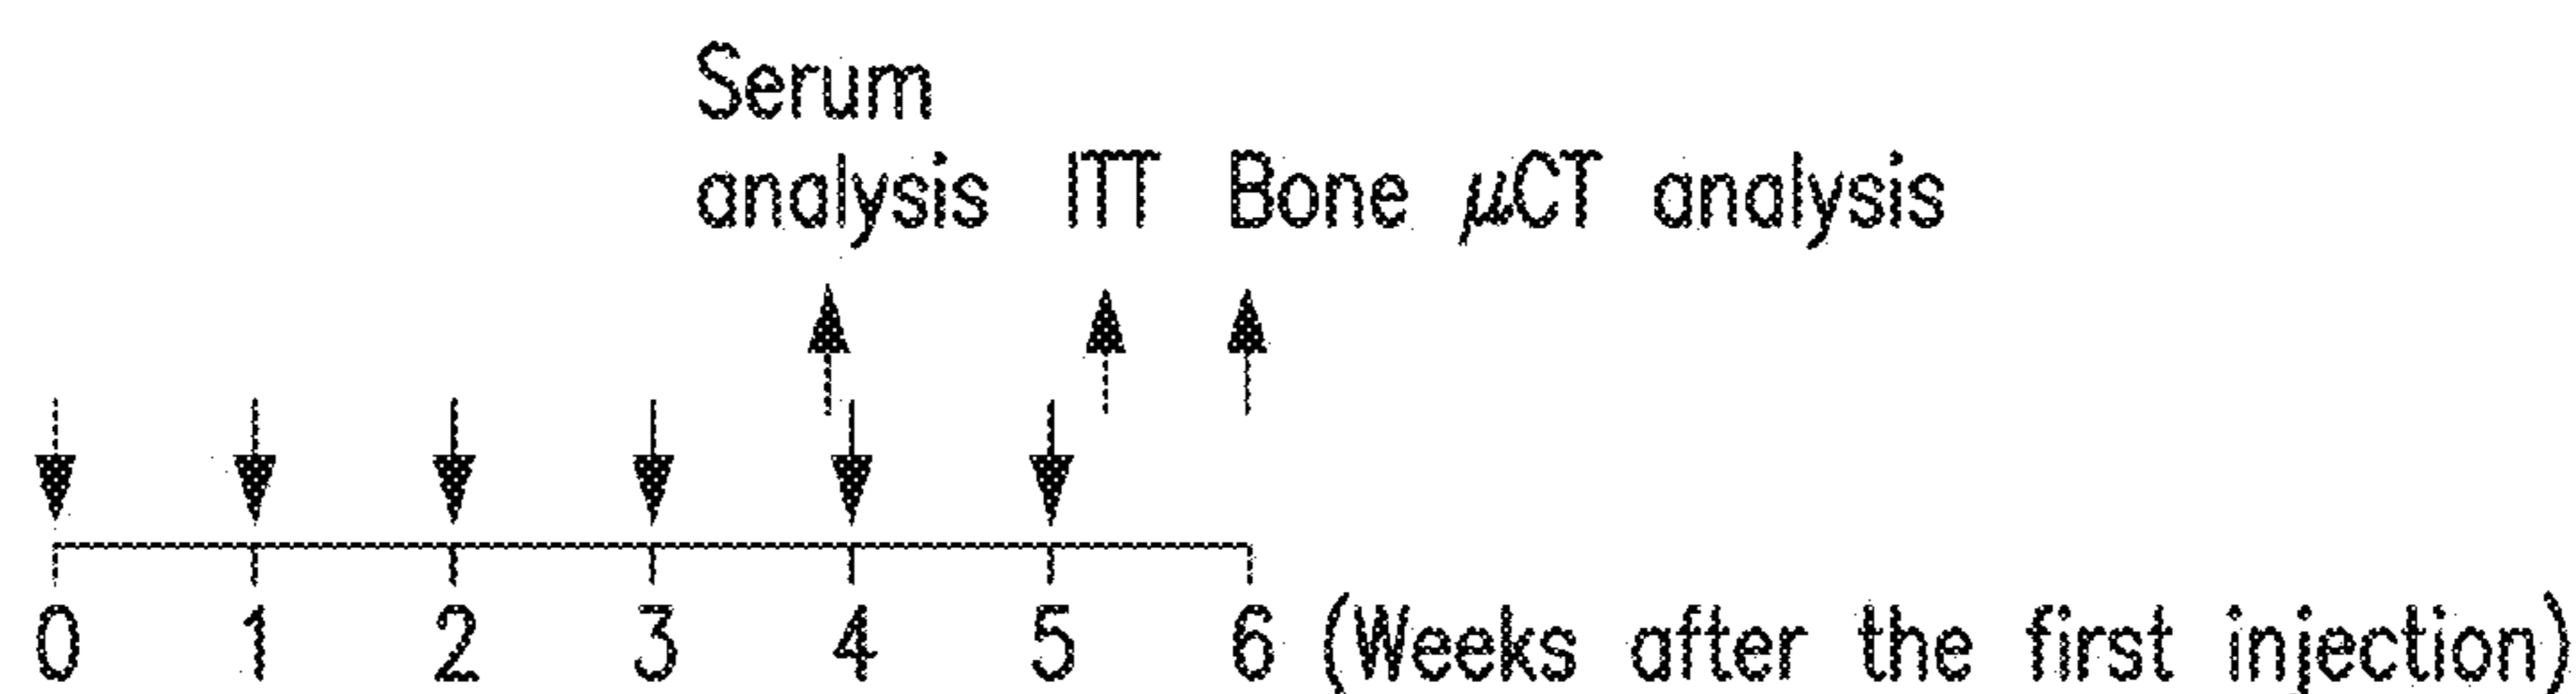 Serum
analysis ITT Bone μCT analysis
0 1 2 3 4 5 6 (Weeks after the first injection)